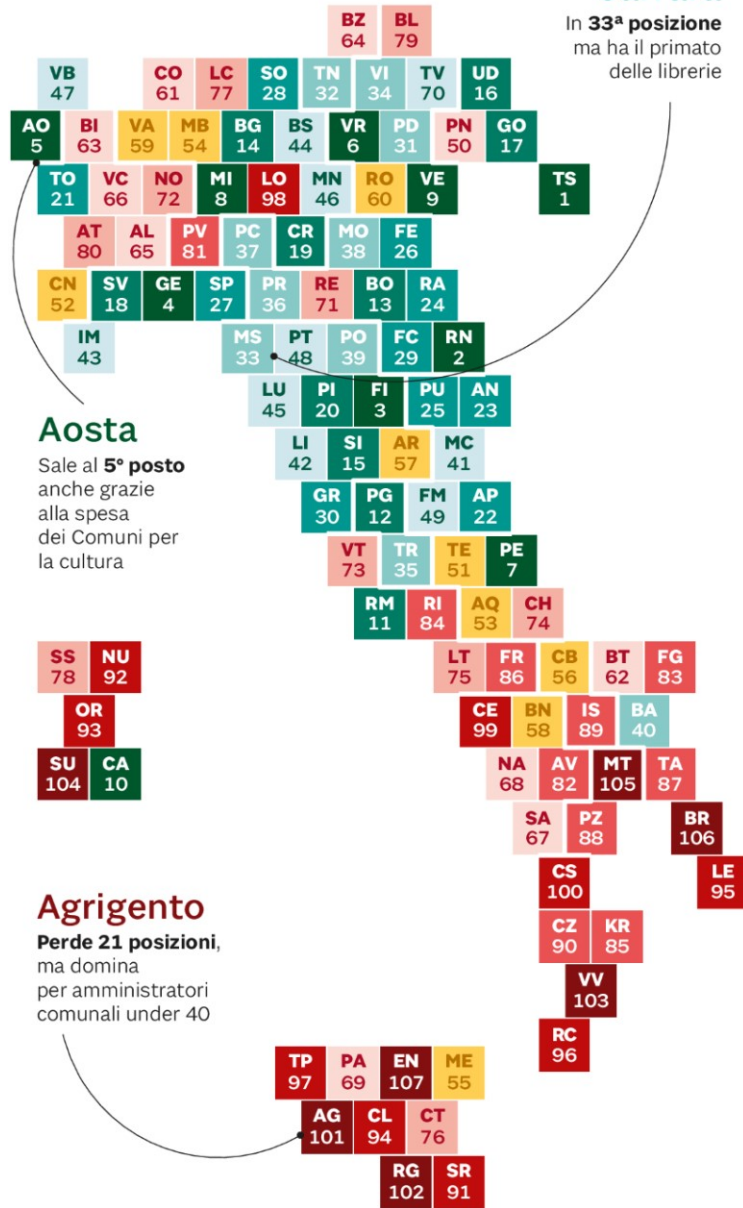 In 33ª posizione
ma ha il primato
delle librerie
BZ BL
64 79
VB CO LC SO TN VI TV UD
47 61 77 28 32 34 70 16
AO BI VA MB BG BS VR PD PN GO
5 63 59 54 14 44 6 31 50 17
TO VC NO MI LO MN RO VE TS
21 66 72 8 98 46 60 9 1
AT AL PV PC CR MO FE
80 65 81 37 19 38 26
CN SV GE SP PR RE BO RA
52 18 4 27 36 71 13 24
IM MS PT PO FC RN
43 33 48 39 29 2
LU PI FI PU AN
45 20 3 25 23
Aosta
Sale al 5º posto
anche grazie
alla spesa
dei Comuni per
la cultura
LI SI AR MC
42 15 57 41
GR PG FM AP
30 12 49 22
VT TR TE PE
73 35 51 7
RM RI AQ CH
11 84 53 74
SS NU LT FR CB BT FG
78 92 75 86 56 62 83
OR CE BN IS BA
93 99 58 89 40
SU CA NA AV MT TA
104 10 68 82 105 87
SA PZ BR
67 88 106
CS LE
100 95
Agrigento
Perde 21 posizioni,
ma domina
per amministratori
comunali under 40
CZ KR
90 85
VV
103
RC
96
TP PA EN ME
97 69 107 55
AG CL CT
101 94 76
RG SR
102 91